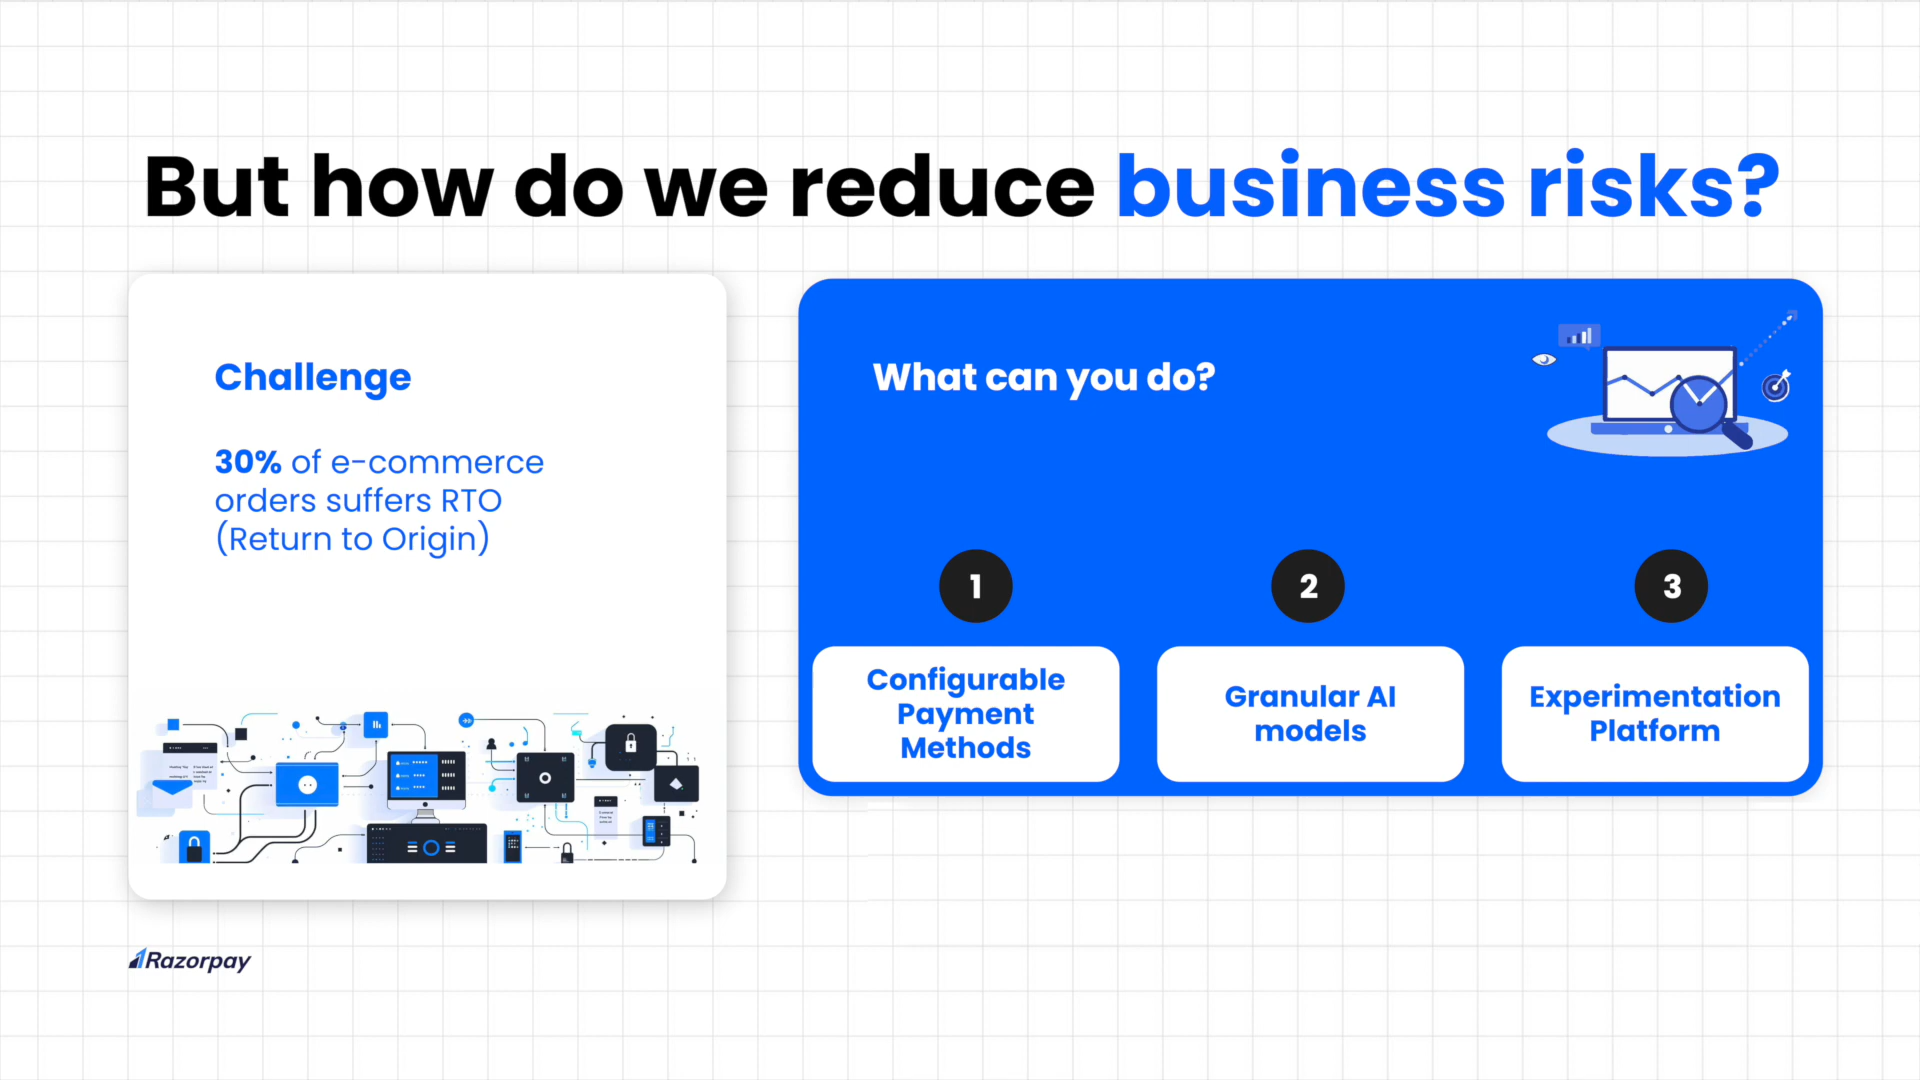 But how do we reduce business risks?
Challenge
30% of e-commerce
orders suffers RTO
(Return to Origin)
What can you do?
1
Configurable
Payment
Methods
2
Granular AI
models
3
Experimentation
Platform
Razorpay